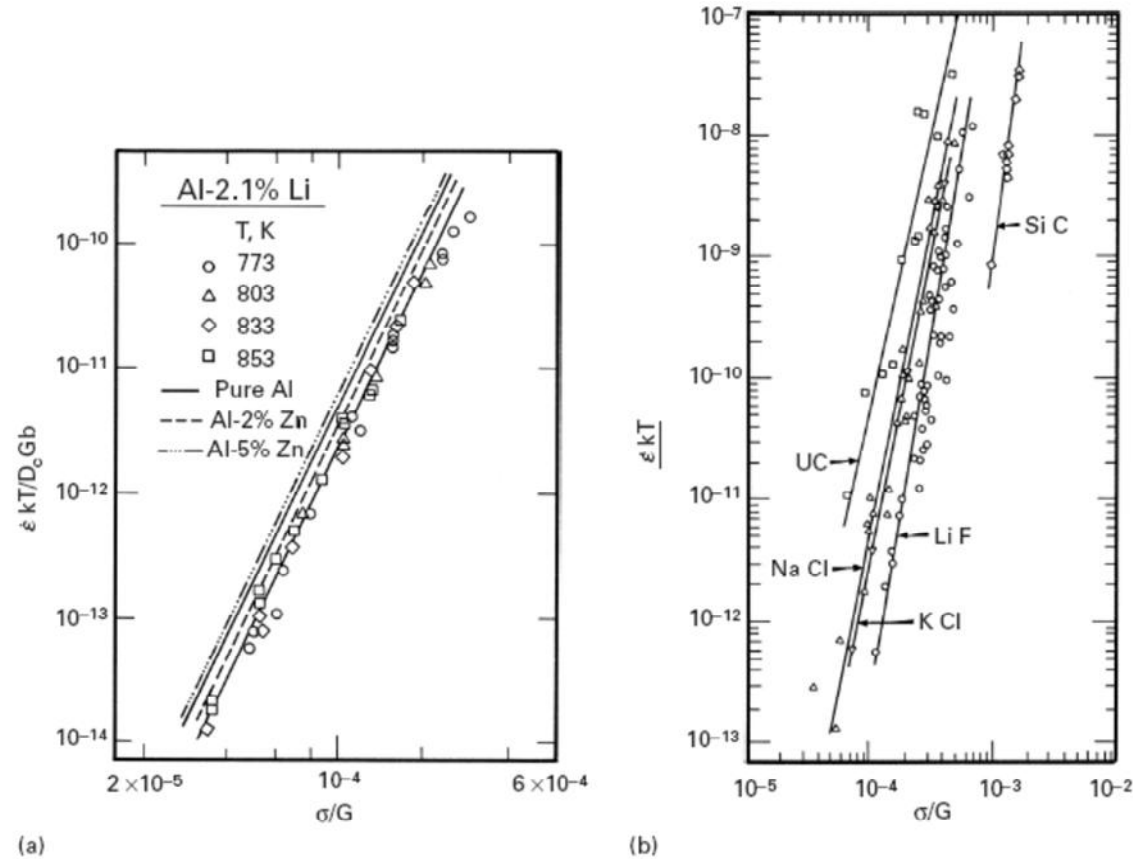 Al-2.1% Li
T, K
773
803
833
853
Pure Al
Al-2% Zn
Al-5% Zn
10⁻¹⁰
10⁻¹¹
10⁻¹²
10⁻¹³
10⁻¹⁴
ε̇ kT/D_c Gb
2 ×10⁻⁵
10⁻⁴
6 ×10⁻⁴
σ/G
(a)
10⁻⁷
10⁻⁸
10⁻⁹
10⁻¹⁰
10⁻¹¹
10⁻¹²
10⁻¹³
ε̇ kT
Si C
UC
Li F
Na Cl
K Cl
10⁻⁵
10⁻⁴
10⁻³
10⁻²
σ/G
(b)